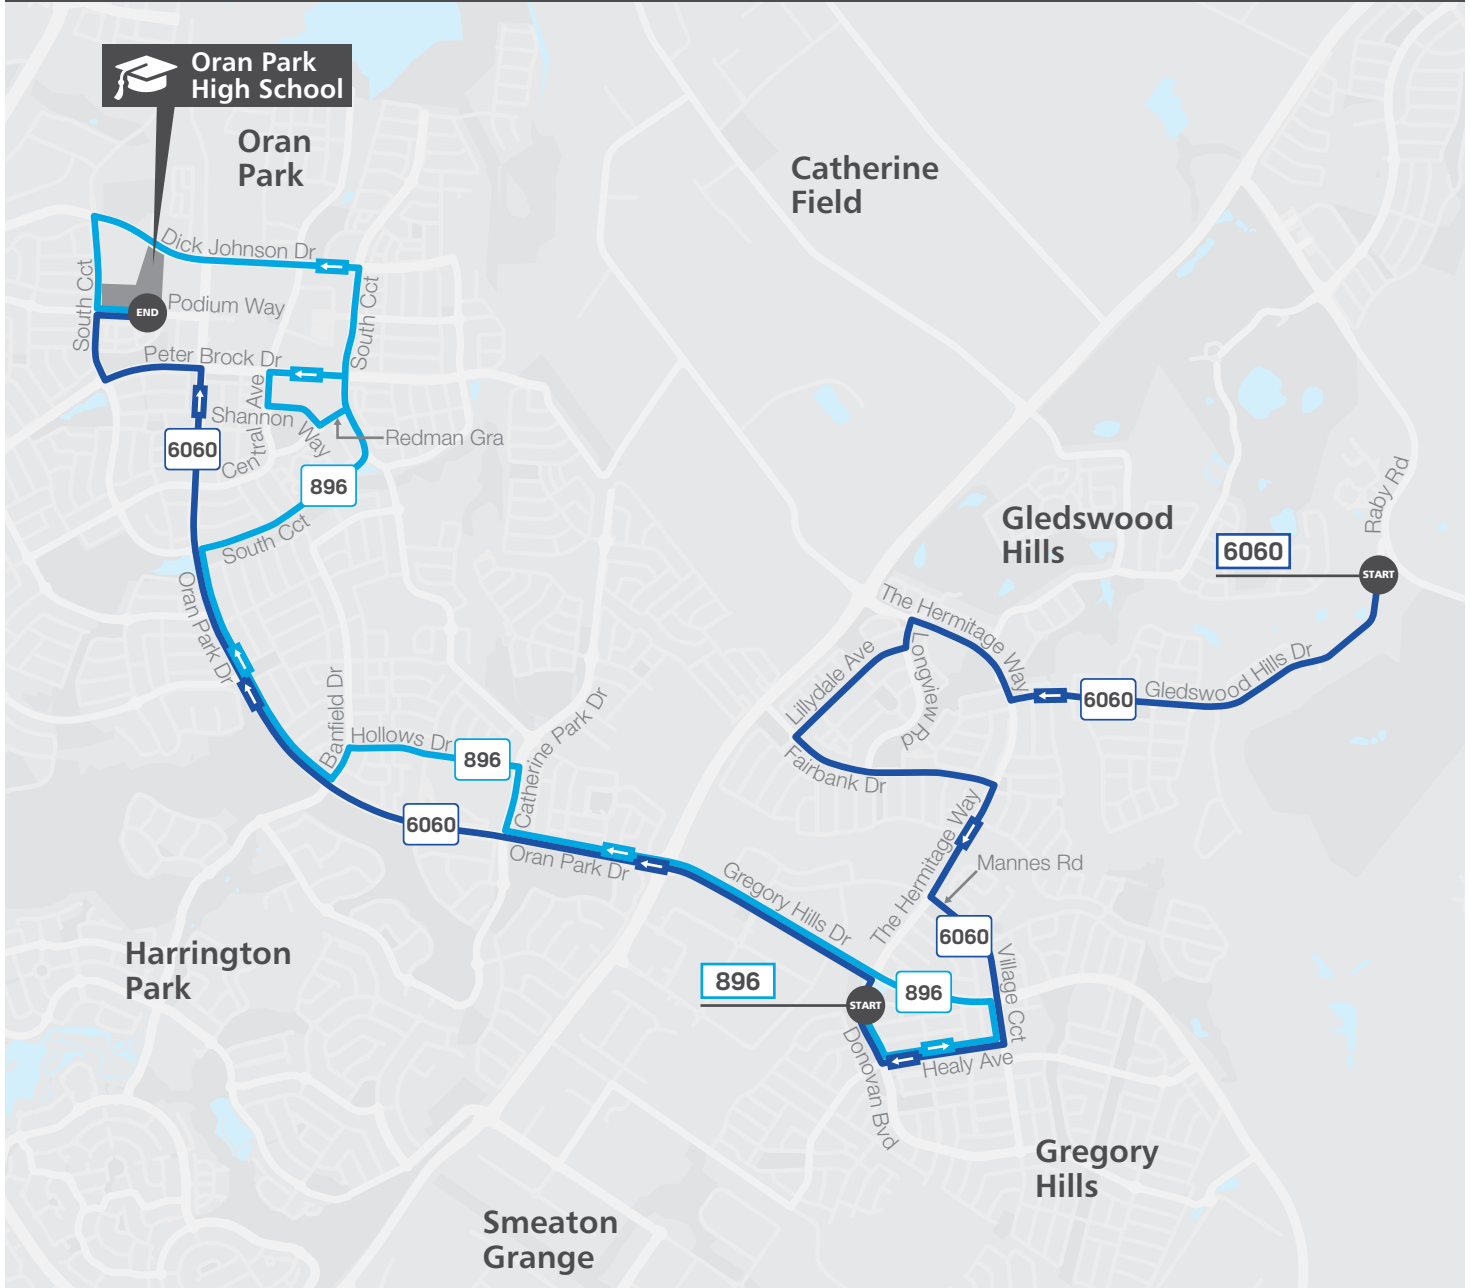 Oran Park
High School
Oran
Park
Catherine
Field
Dick Johnson Dr
South Cct
South Cct
Podium Way
END
Peter Brock Dr
Central Ave
Shannon Way
Redman Gra
6060
896
South Cct
Gledswood
Hills
Raby Rd
6060
START
Oran Park Dr
The Hermitage Way
Longview Rd
Lillydale Ave
Gledswood Hills Dr
6060
Banfield Dr
Hollows Dr
896
Catherine Park Dr
Fairbank Dr
6060
Oran Park Dr
The Hermitage Way
Mannes Rd
Gregory Hills Dr
6060
Harrington
Park
Village Cct
896
896
START
Donovan Bvd
Healy Ave
Gregory
Hills
Smeaton
Grange